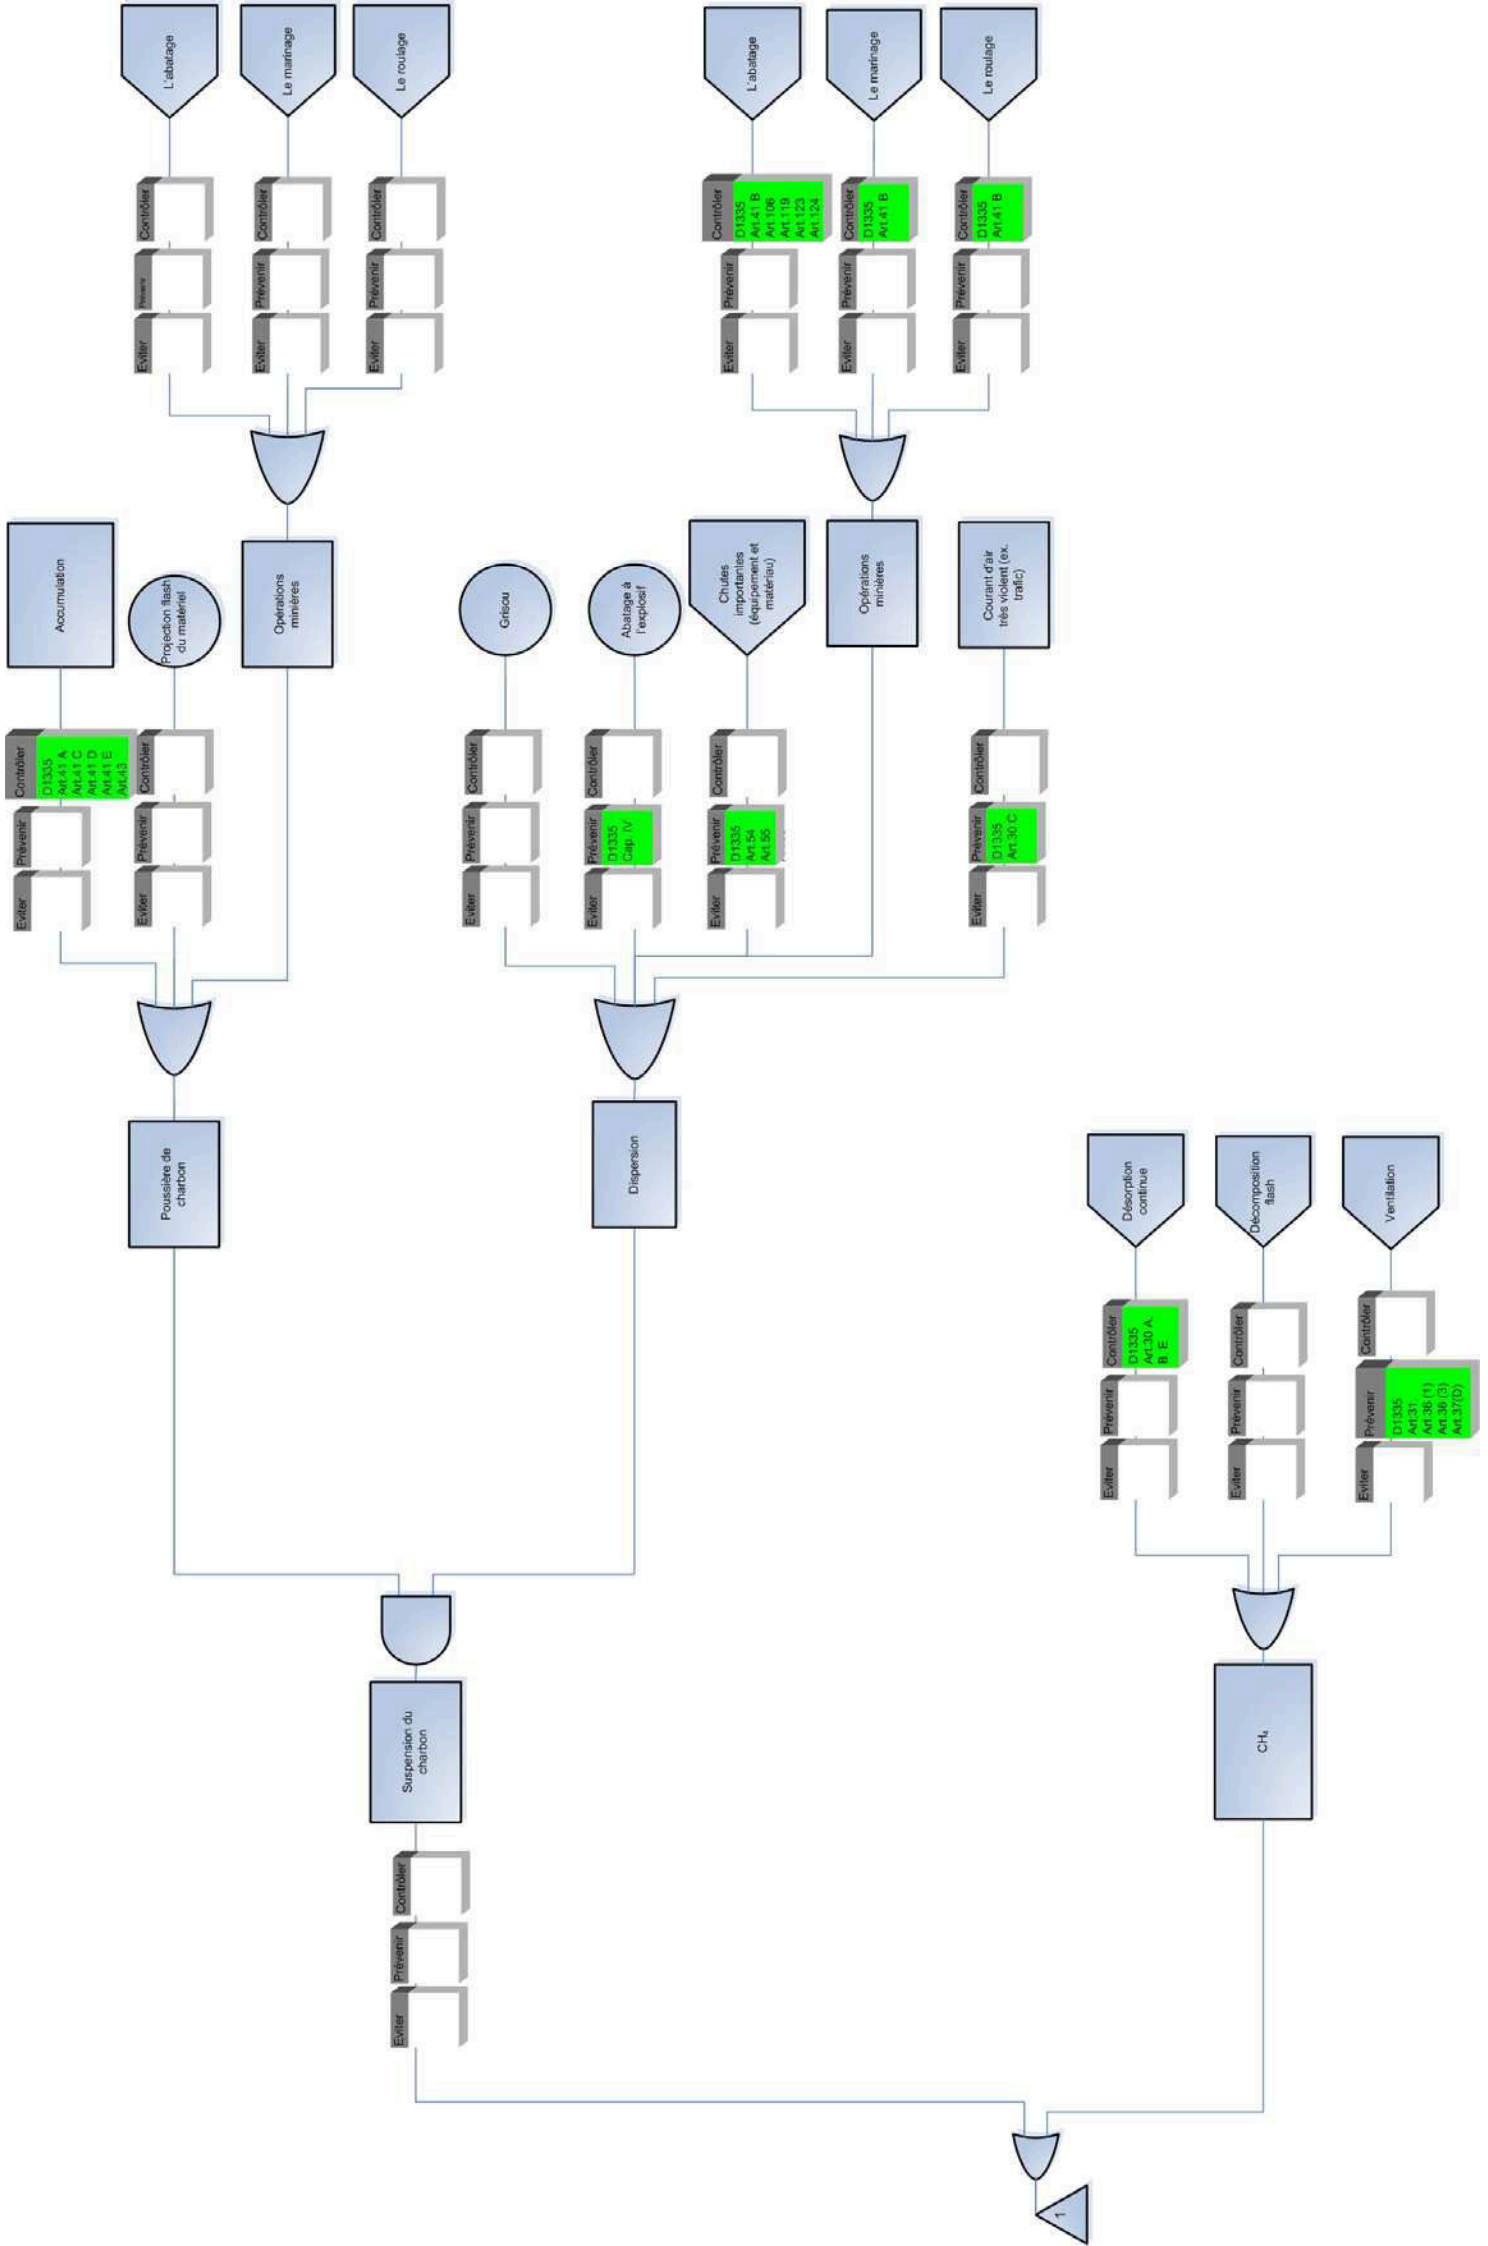 L'abatage
Contrôler
Prévenir
Eviter
Le marinage
Contrôler
Prévenir
Eviter
Le roulage
Contrôler
Prévenir
Eviter
L'abatage
Contrôler
D1335
Art.41 B
Art.106
Art.119
Art.123
Art.124
Prévenir
Eviter
Le marinage
Contrôler
D1335
Art.41 B
Prévenir
Eviter
Le roulage
Contrôler
D1335
Art.41 B
Prévenir
Eviter
Accumulation
Contrôler
D1335
Art.41 A
Art.41 C
Art.41 D
Art.41 E
Art.43
Prévenir
Eviter
Projection flash
du matériel
Contrôler
Prévenir
Eviter
Opérations
minières
Grisou
Contrôler
Prévenir
Eviter
Abatage à
l'explosif
Contrôler
Prévenir
D1335
Cap. IV
Eviter
Chutes
importantes
(équipement et
matériau)
Contrôler
Prévenir
D1335
Art.54
Art.55
Eviter
Opérations
minières
Courant d'air
très violent (ex.
trafic)
Contrôler
Prévenir
D1335
Art.30 C
Eviter
Poussière de
charbon
Dispersion
Désorption
continue
Contrôler
D1335
Art.30 A,
B, E
Prévenir
Eviter
Décomposition
flash
Contrôler
Prévenir
Eviter
Ventilation
Contrôler
Prévenir
D1335
Art.31,
Art.36 (1)
Art.36 (3)
Art.37(D)
Eviter
Suspension du
charbon
Contrôler
Prévenir
Eviter
CH₄
1